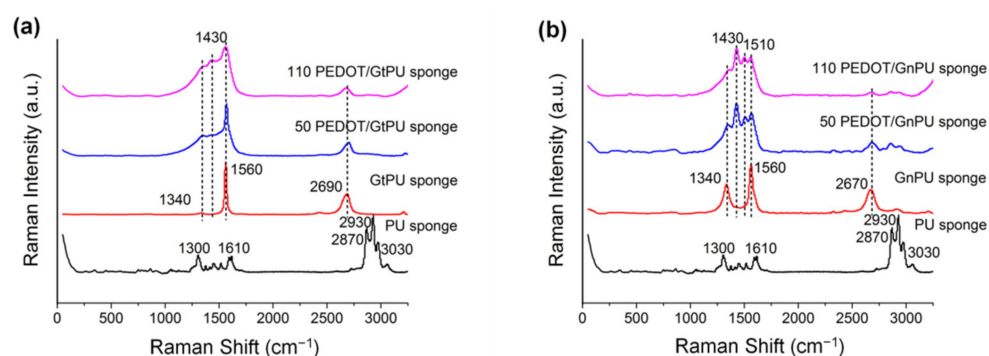 (a)
Raman Intensity (a.u.)
1430
110 PEDOT/GtPU sponge
50 PEDOT/GtPU sponge
1560
GtPU sponge
1340
2690
PU sponge
2930
2870
3030
1300
1610
0 500 1000 1500 2000 2500 3000
Raman Shift (cm⁻¹)
(b)
Raman Intensity (a.u.)
1430
1510
110 PEDOT/GnPU sponge
50 PEDOT/GnPU sponge
1560
GnPU sponge
1340
2670
PU sponge
2930
2870
3030
1300
1610
0 500 1000 1500 2000 2500 3000
Raman Shift (cm⁻¹)